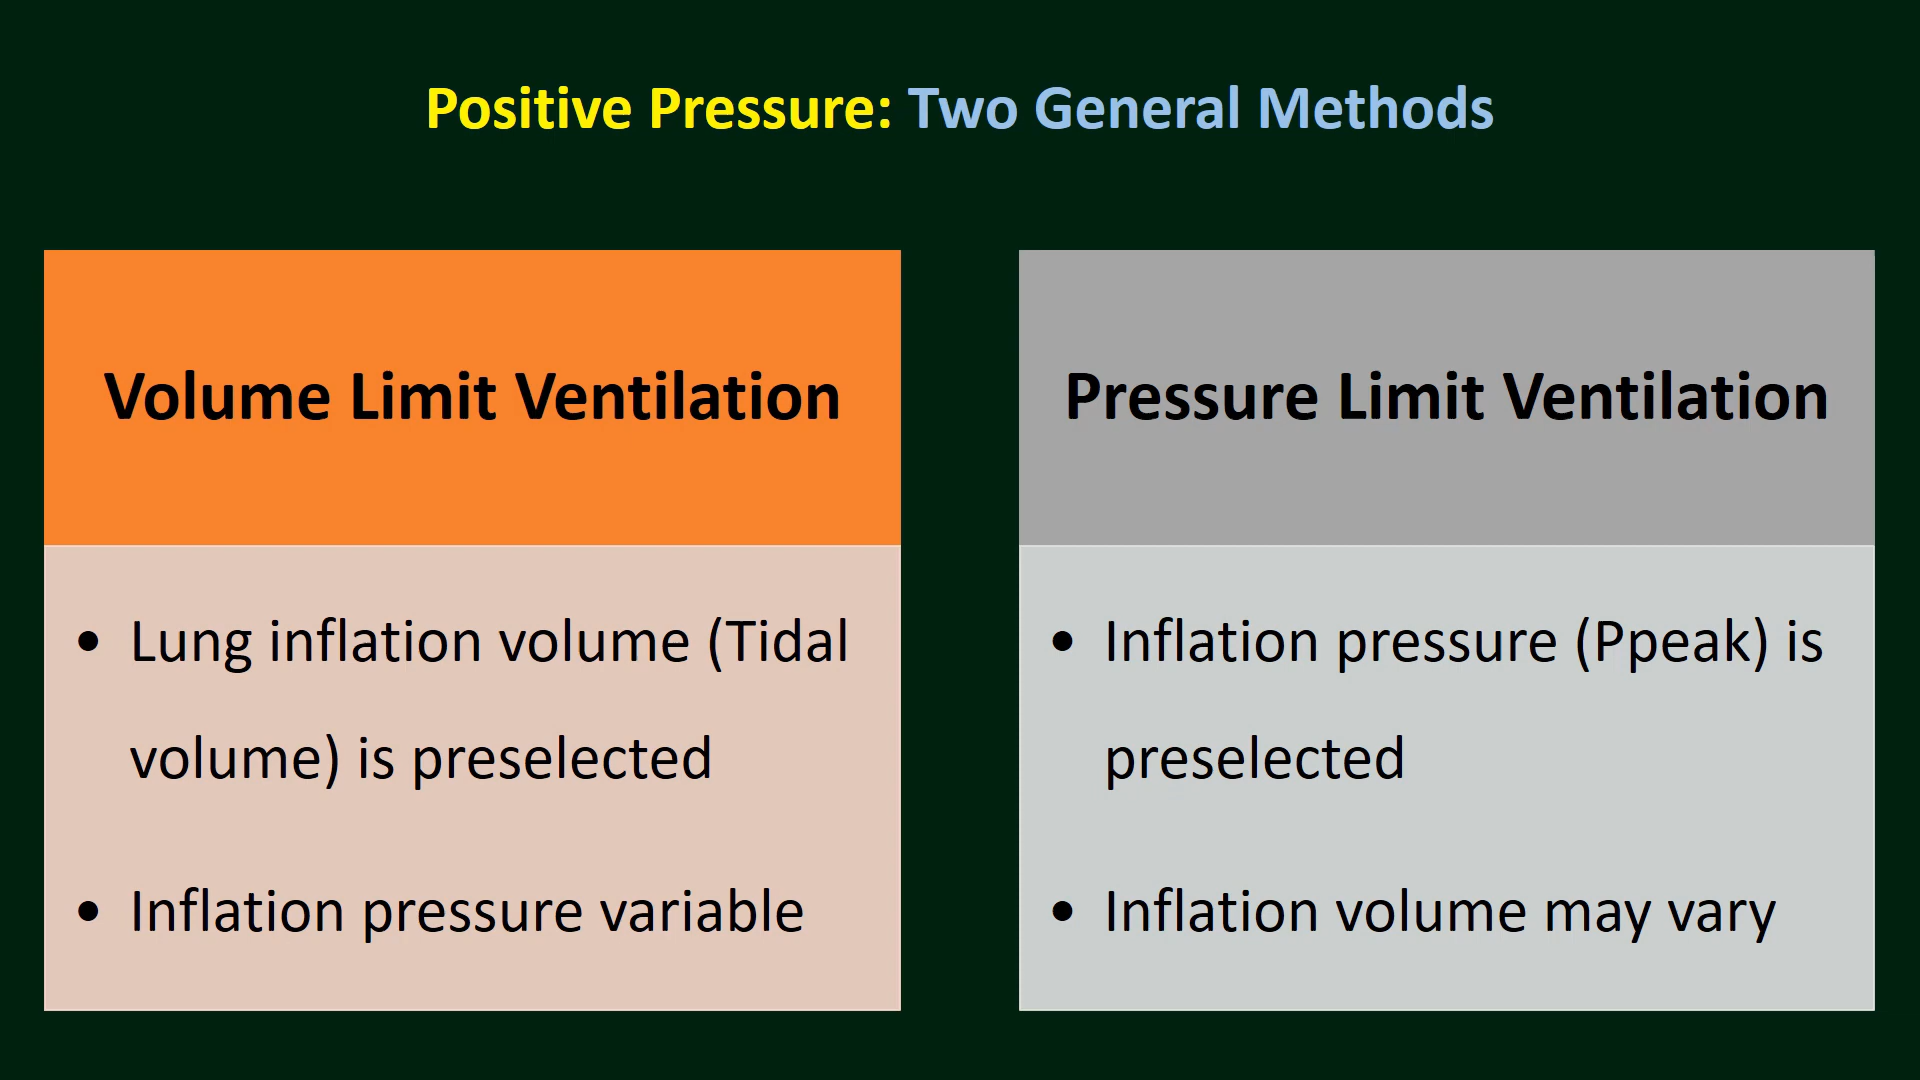 Positive Pressure: Two General Methods
Volume Limit Ventilation
• Lung inflation volume (Tidal
volume) is preselected
• Inflation pressure variable
Pressure Limit Ventilation
• Inflation pressure (Ppeak) is
preselected
• Inflation volume may vary